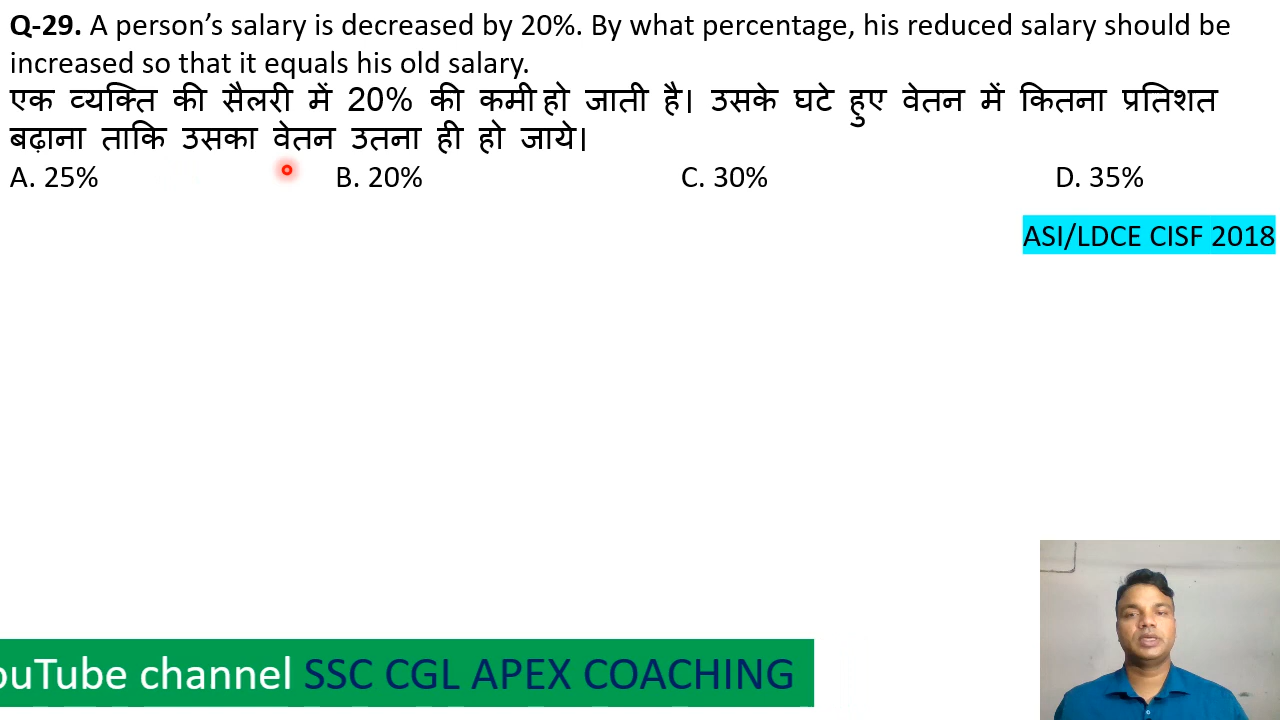 Q-29. A person’s salary is decreased by 20%. By what percentage, his reduced salary should be
increased so that it equals his old salary.
एक व्यक्ति की सैलरी में 20% की कमी हो जाती है। उसके घटे हुए वेतन में कितना प्रतिशत
बढ़ाना ताकि उसका वेतन उतना ही हो जाये।
A. 25% B. 20% C. 30% D. 35%
ASI/LDCE CISF 2018
ouTube channel SSC CGL APEX COACHING